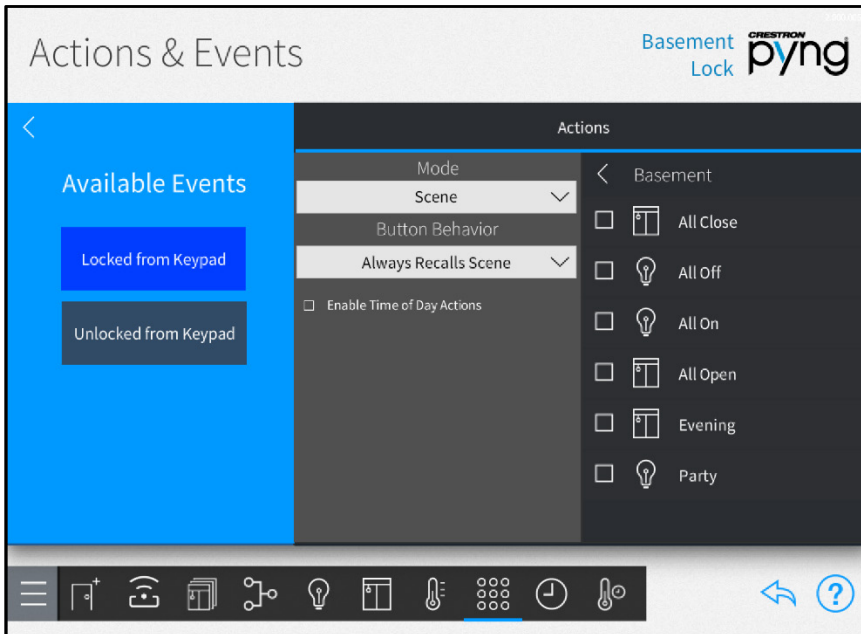 Actions & Events
Basement
Lock
CRESTRON
pyng
Actions
Available Events
Locked from Keypad
Unlocked from Keypad
Mode
Scene
Button Behavior
Always Recalls Scene
Enable Time of Day Actions
Basement
All Close
All Off
All On
All Open
Evening
Party
?